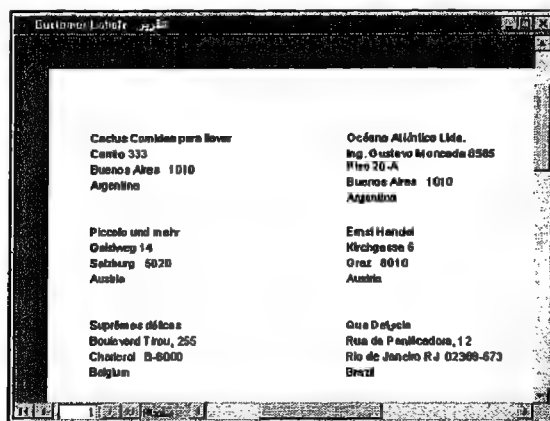 Customer Labels تقرير
Cactus Comidas para llevar
Cerrito 333
Buenos Aires 1010
Argentina
Océano Atlántico Ltda.
Ing. Gustavo Moncada 8585
Piso 20-A
Buenos Aires 1010
Argentina
Piccolo und mehr
Geislweg 14
Salzburg 5020
Austria
Ernst Handel
Kirchgasse 6
Graz 8010
Austria
Suprêmes délices
Boulevard Tirou, 255
Charleroi B-6000
Belgium
Que Delícia
Rua da Panificadora, 12
Rio de Janeiro RJ 02389-673
Brazil
1